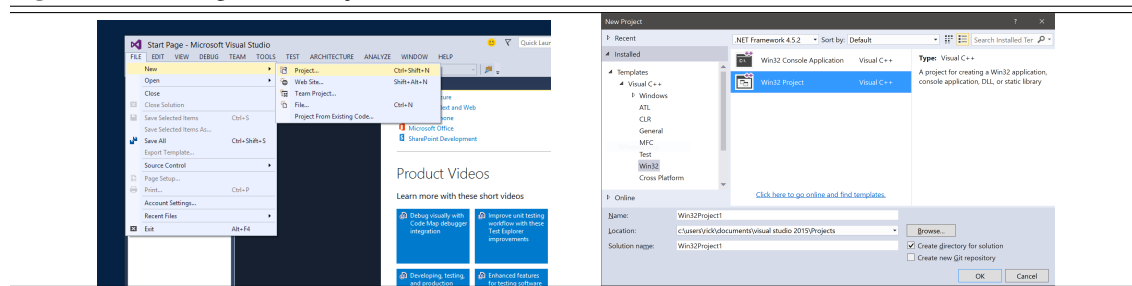 Start Page - Microsoft Visual Studio
Quick Laun
FILE EDIT VIEW DEBUG TEAM TOOLS TEST ARCHITECTURE ANALYZE WINDOW HELP
New
Open
Close
Close Solution
Save Selected Items Ctrl+S
Save Selected Items As...
Save All Ctrl+Shift+S
Export Template...
Source Control
Page Setup...
Print... Ctrl+P
Account Settings...
Recent Files
Exit Alt+F4
Project... Ctrl+Shift+N
Web Site... Shift+Alt+N
Team Project...
File... Ctrl+N
Project From Existing Code...
Microsoft Office
SharePoint Development
Product Videos
Learn more with these short videos
Debug visually with
Code Map debugger
integration
Improve unit testing
workflow with these
Test Explorer
improvements
Developing, testing,
and production
Enhanced features
for testing software
New Project
Recent
.NET Framework 4.5.2 Sort by: Default
Search Installed Ter
Installed
Templates
Visual C++
Windows
ATL
CLR
General
MFC
Test
Win32
Cross Platform
Online
Win32 Console Application Visual C++
Win32 Project Visual C++
Type: Visual C++
A project for creating a Win32 application,
console application, DLL, or static library
Click here to go online and find templates.
Name: Win32Project1
Location: c:\users\rick\documents\visual studio 2015\Projects
Browse...
Solution name: Win32Project1
Create directory for solution
Create new Git repository
OK Cancel